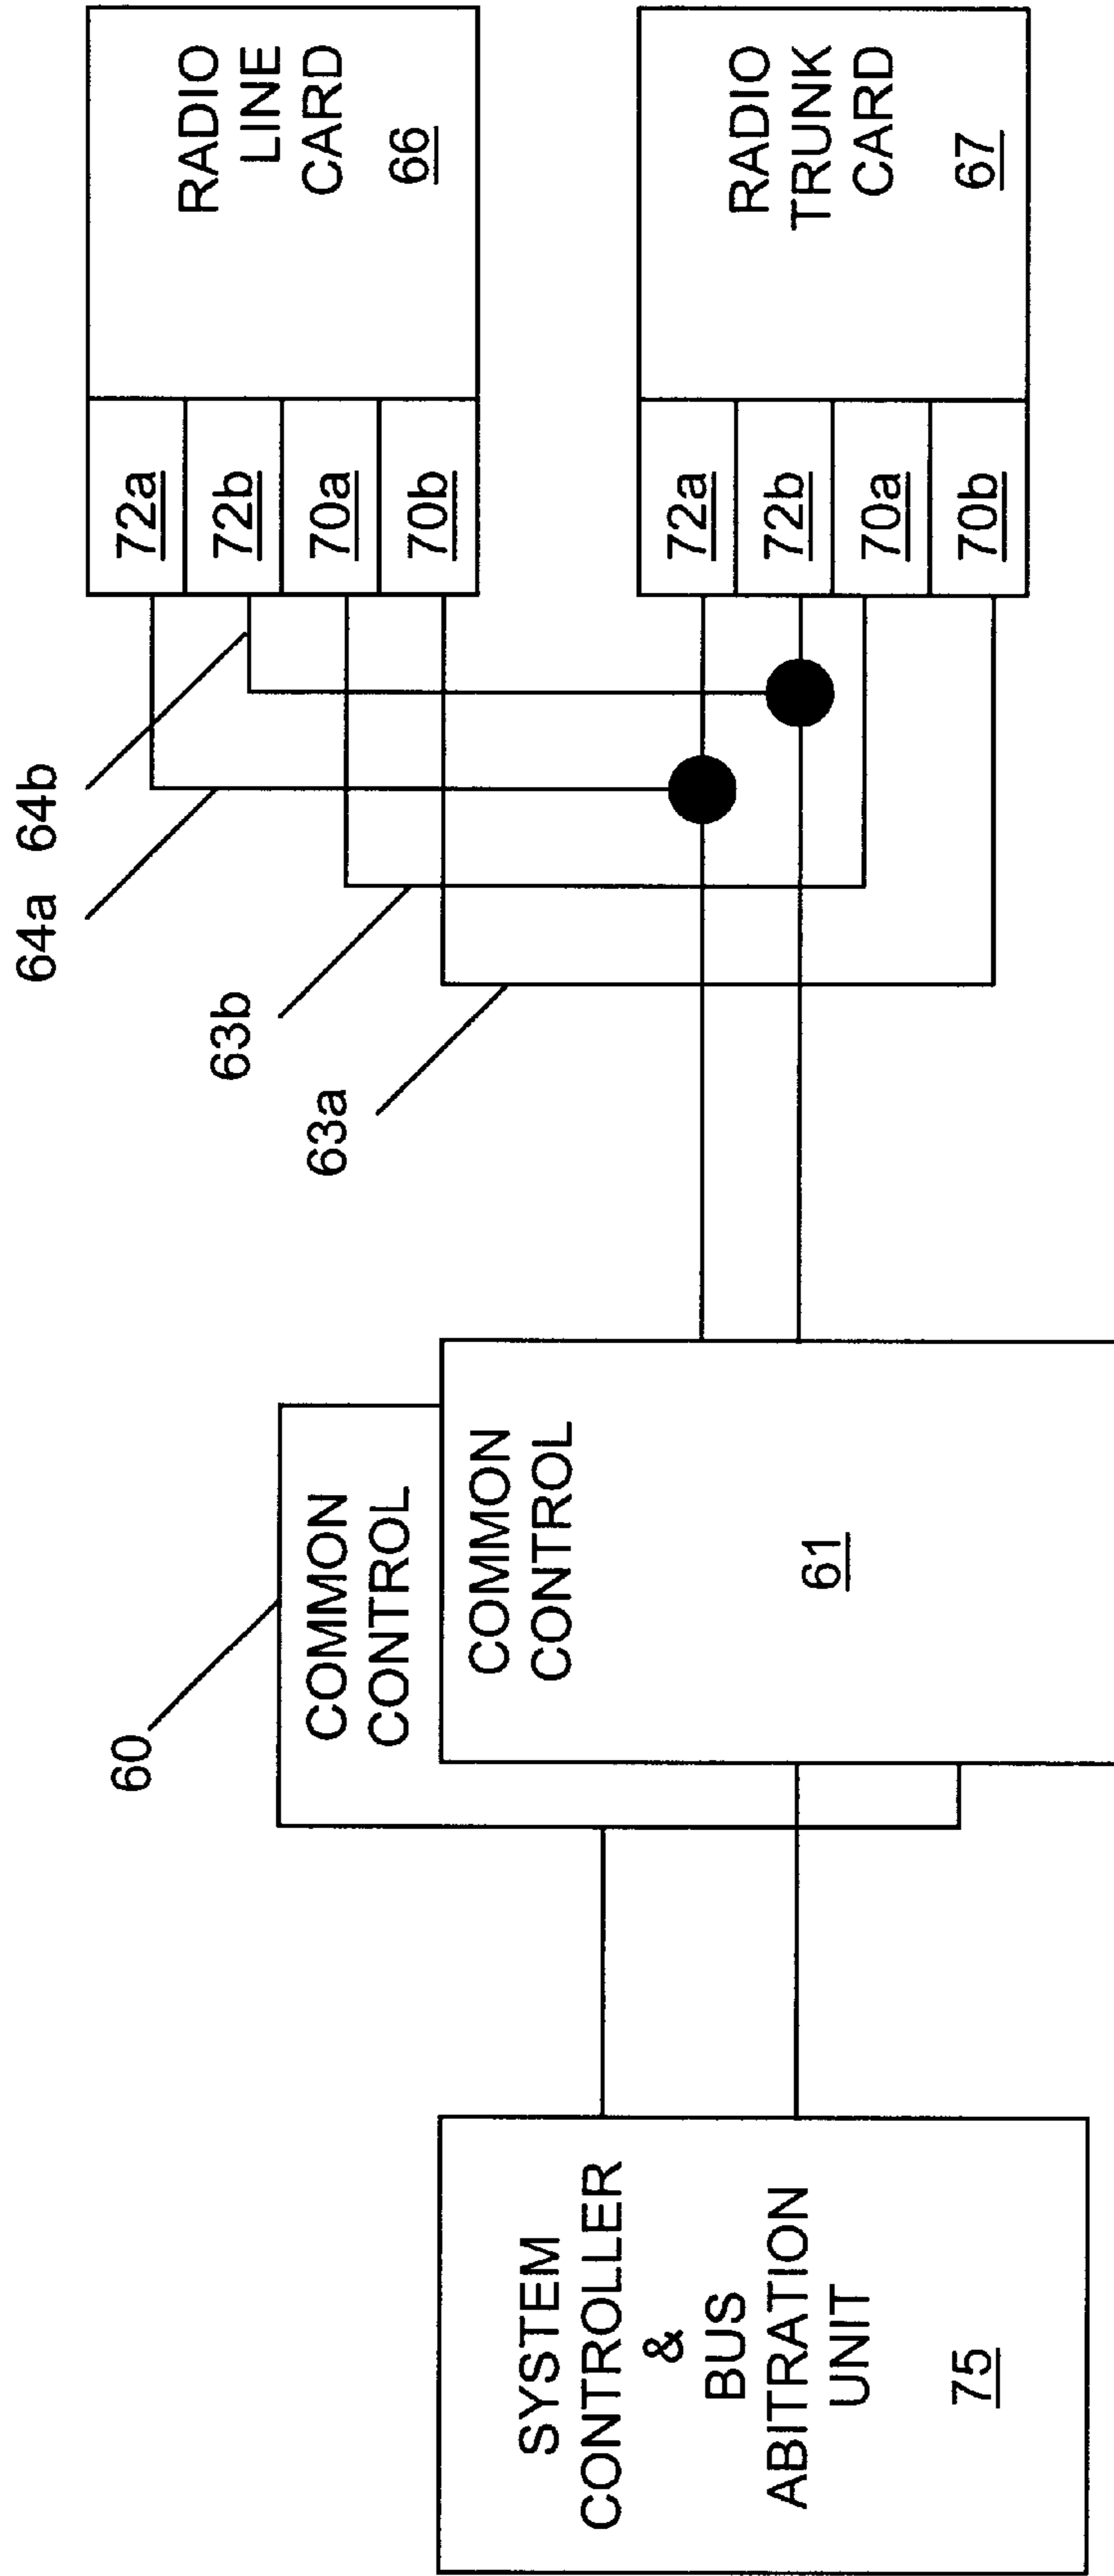 SYSTEM
CONTROLLER
&
BUS
ABITRATION
UNIT
75
60
COMMON
CONTROL
COMMON
CONTROL
61
64a
64b
63b
63a
72a
72b
70a
70b
RADIO
LINE
CARD
66
72a
72b
70a
70b
RADIO
TRUNK
CARD
67